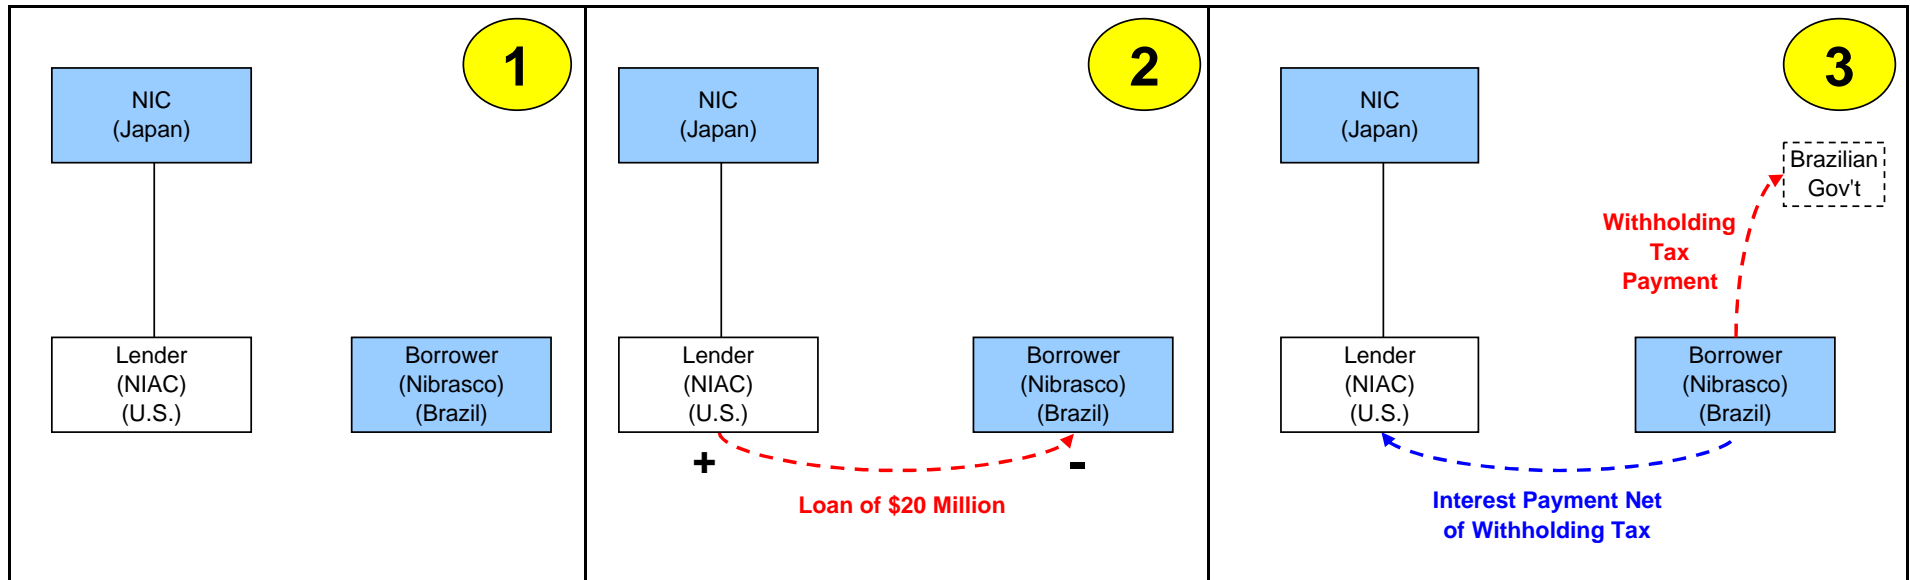 1
NIC
(Japan)
Lender
(NIAC)
(U.S.)
Borrower
(Nibrasco)
(Brazil)
2
NIC
(Japan)
Lender
(NIAC)
(U.S.)
Borrower
(Nibrasco)
(Brazil)
+
-
Loan of $20 Million
3
NIC
(Japan)
Brazilian
Gov't
Withholding
Tax
Payment
Lender
(NIAC)
(U.S.)
Borrower
(Nibrasco)
(Brazil)
Interest Payment Net
of Withholding Tax